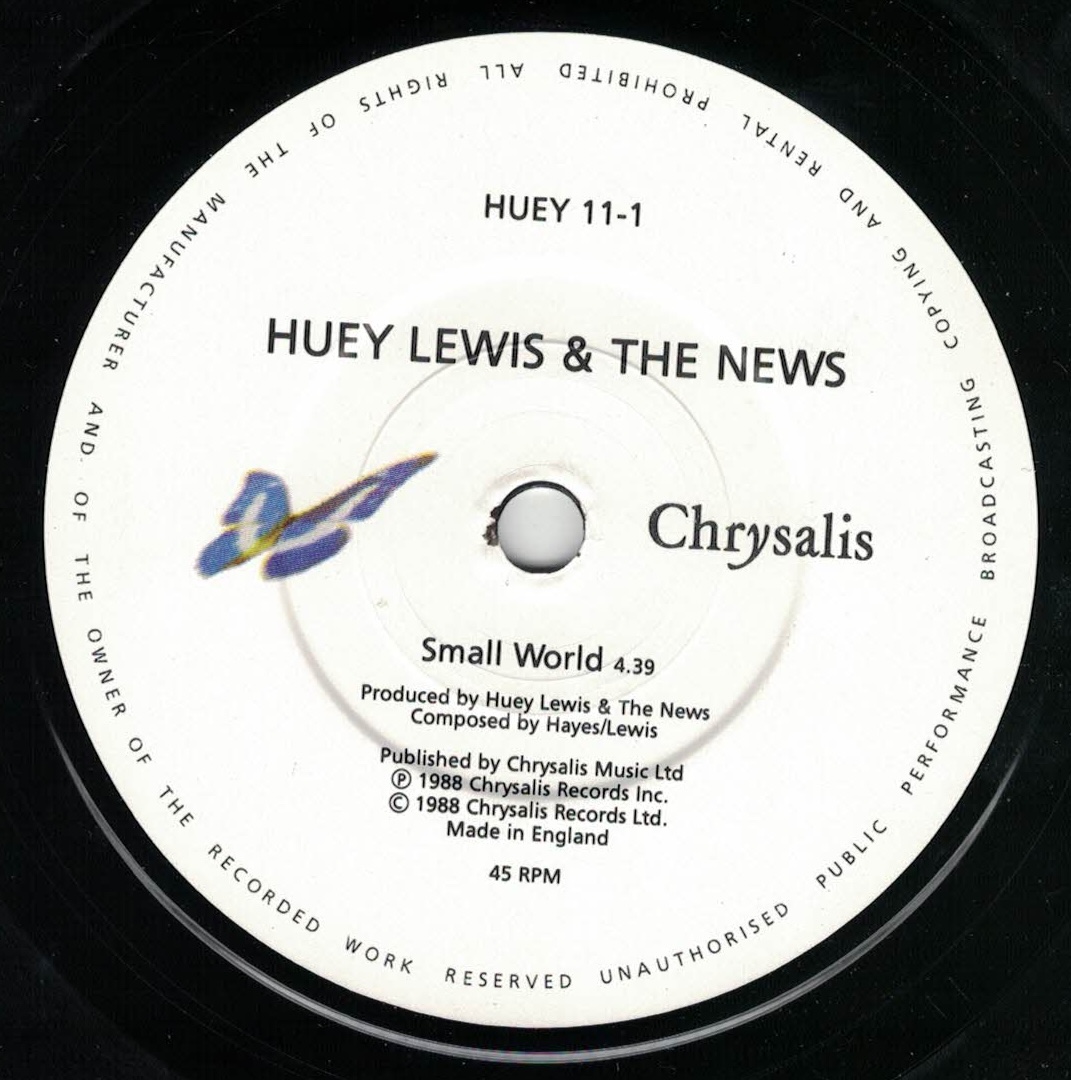 HUEY 11-1
HUEY LEWIS & THE NEWS
Chrysalis
Small World 4.39
Produced by Huey Lewis & The News
Composed by Hayes/Lewis
Published by Chrysalis Music Ltd
Ⓟ 1988 Chrysalis Records Inc.
© 1988 Chrysalis Records Ltd.
Made in England
45 RPM
ALL RIGHTS OF THE MANUFACTURER AND. OF THE OWNER OF THE RECORDED WORK RESERVED UNAUTHORISED PUBLIC PERFORMANCE BROADCASTING COPYING AND RENTAL PROHIBITED